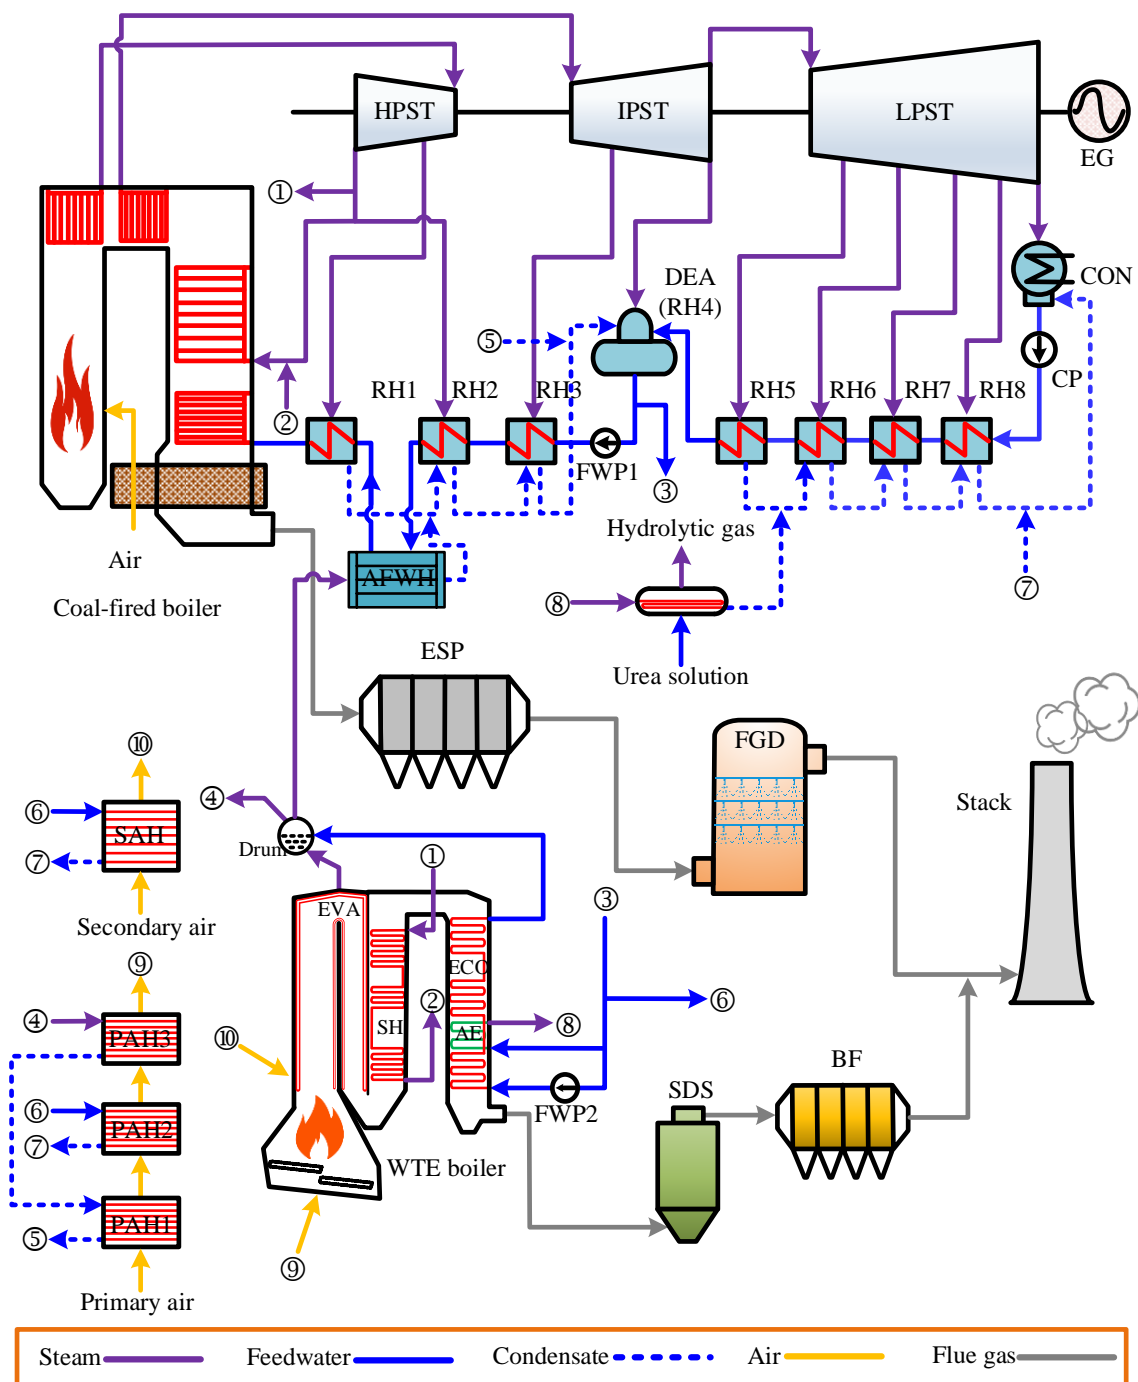 HPST
IPST
LPST
EG
①
DEA
(RH4)
CON
⑤
CP
②
RH1
RH2
RH3
RH5
RH6
RH7
RH8
FWP1
③
Hydrolytic gas
Air
AFWH
⑦
Coal-fired boiler
⑧
ESP
Urea solution
FGD
⑩
④
Stack
⑥
SAH
Drum
⑦
①
③
EVA
Secondary air
ECO
⑨
②
⑥
④
SH
AE
⑧
PAH3
⑩
BF
⑥
SDS
FWP2
PAH2
⑦
WTE boiler
PAH1
⑤
⑨
Primary air
Steam
Feedwater
Condensate
Air
Flue gas